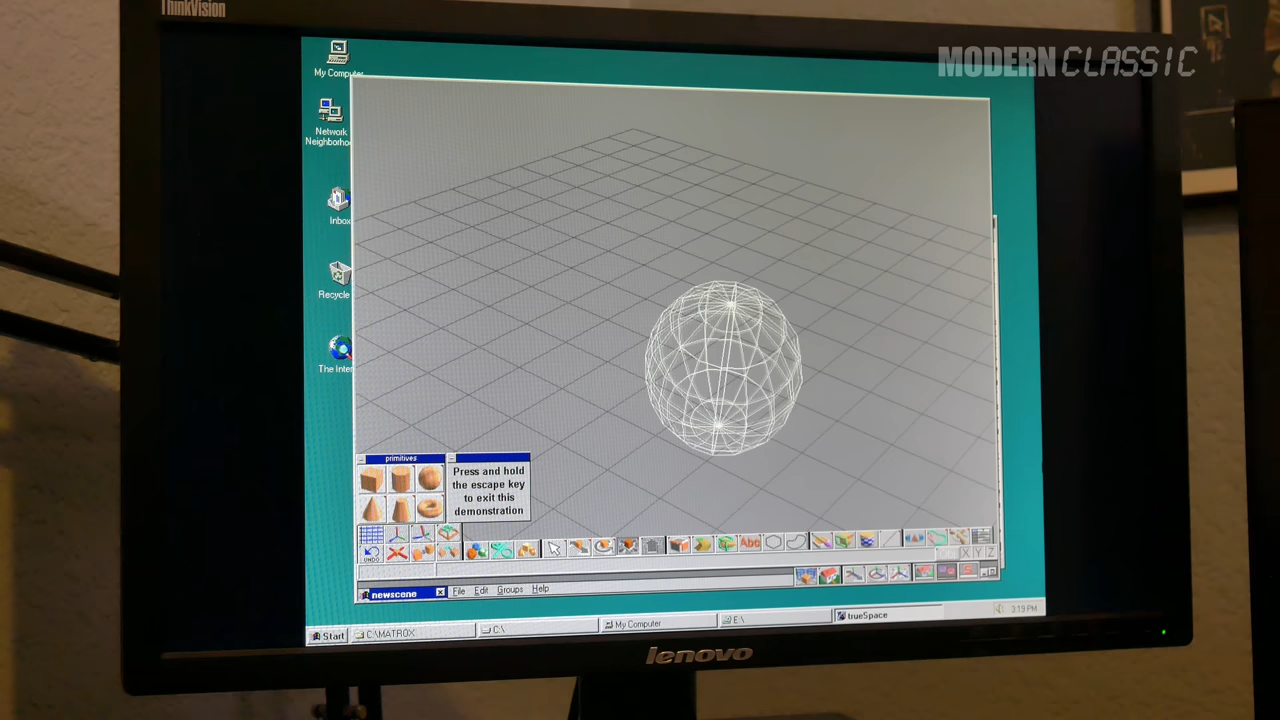 ThinkVision
MODERN CLASSIC
My Computer
Network
Neighborho
Inbox
Recycle
The Inter
primitives
Press and hold
the escape key
to exit this
demonstration
UNDO
Abc
X Y Z
newscene
File Edit Groups Help
Start
C:\MATROX
C:\
My Computer
E:\
trueSpace
3:19 PM
lenovo